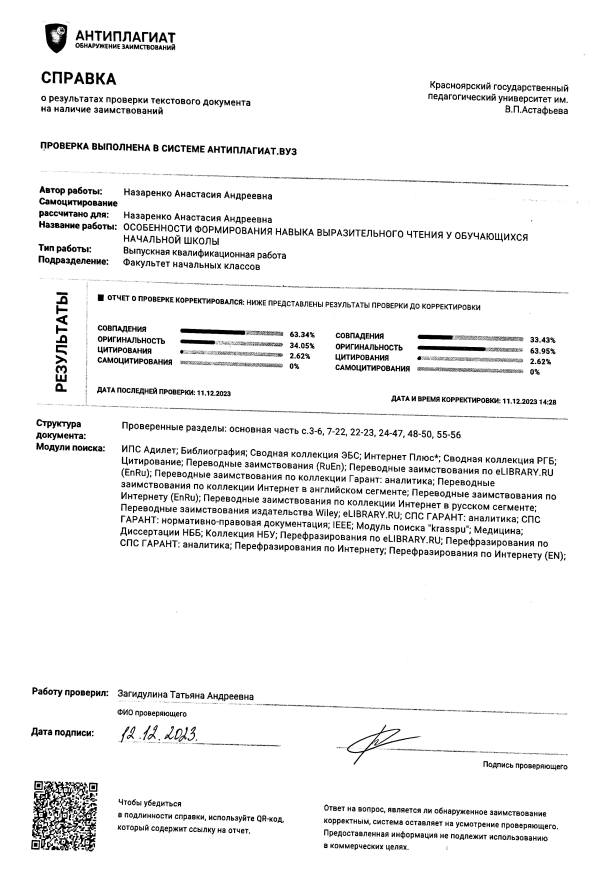 АНТИПЛАГИАТ
ОБНАРУЖЕНИЕ ЗАИМСТВОВАНИЙ
СПРАВКА
о результатах проверки текстового документа
на наличие заимствований
Красноярский государственный
педагогический университет им.
В.П.Астафьева
ПРОВЕРКА ВЫПОЛНЕНА В СИСТЕМЕ АНТИПЛАГИАТ.ВУЗ
Автор работы: Назаренко Анастасия Андреевна
Самоцитирование
рассчитано для: Назаренко Анастасия Андреевна
Название работы: ОСОБЕННОСТИ ФОРМИРОВАНИЯ НАВЫКА ВЫРАЗИТЕЛЬНОГО ЧТЕНИЯ У ОБУЧАЮЩИХСЯ
НАЧАЛЬНОЙ ШКОЛЫ
Тип работы: Выпускная квалификационная работа
Подразделение: Факультет начальных классов
РЕЗУЛЬТАТЫ
ОТЧЕТ О ПРОВЕРКЕ КОРРЕКТИРОВАЛСЯ: НИЖЕ ПРЕДСТАВЛЕНЫ РЕЗУЛЬТАТЫ ПРОВЕРКИ ДО КОРРЕКТИРОВКИ
СОВПАДЕНИЯ 63.34%
ОРИГИНАЛЬНОСТЬ 34.05%
ЦИТИРОВАНИЯ 2.62%
САМОЦИТИРОВАНИЯ 0%
СОВПАДЕНИЯ 33.43%
ОРИГИНАЛЬНОСТЬ 63.95%
ЦИТИРОВАНИЯ 2.62%
САМОЦИТИРОВАНИЯ 0%
ДАТА ПОСЛЕДНЕЙ ПРОВЕРКИ: 11.12.2023
ДАТА И ВРЕМЯ КОРРЕКТИРОВКИ: 11.12.2023 14:28
Структура
документа: Проверенные разделы: основная часть с.3-6, 7-22, 22-23, 24-47, 48-50, 55-56
Модули поиска: ИПС Адилет; Библиография; Сводная коллекция ЭБС; Интернет Плюс*; Сводная коллекция РГБ;
Цитирование; Переводные заимствования (RuEn); Переводные заимствования по eLIBRARY.RU
(EnRu); Переводные заимствования по коллекции Гарант: аналитика; Переводные
заимствования по коллекции Интернет в английском сегменте; Переводные заимствования по
Интернету (EnRu); Переводные заимствования по коллекции Интернет в русском сегменте;
Переводные заимствования издательства Wiley; eLIBRARY.RU; СПС ГАРАНТ: аналитика; СПС
ГАРАНТ: нормативно-правовая документация; IEEE; Модуль поиска "krasspu"; Медицина;
Диссертации НББ; Коллекция НБУ; Перефразирования по eLIBRARY.RU; Перефразирования по
СПС ГАРАНТ: аналитика; Перефразирования по Интернету; Перефразирования по Интернету (EN);
Работу проверил: Загидулина Татьяна Андреевна
ФИО проверяющего
Дата подписи: 12.12.2023.
Подпись проверяющего
Чтобы убедиться
в подлинности справки, используйте QR-код,
который содержит ссылку на отчет.
Ответ на вопрос, является ли обнаруженное заимствование
корректным, система оставляет на усмотрение проверяющего.
Предоставленная информация не подлежит использованию
в коммерческих целях.